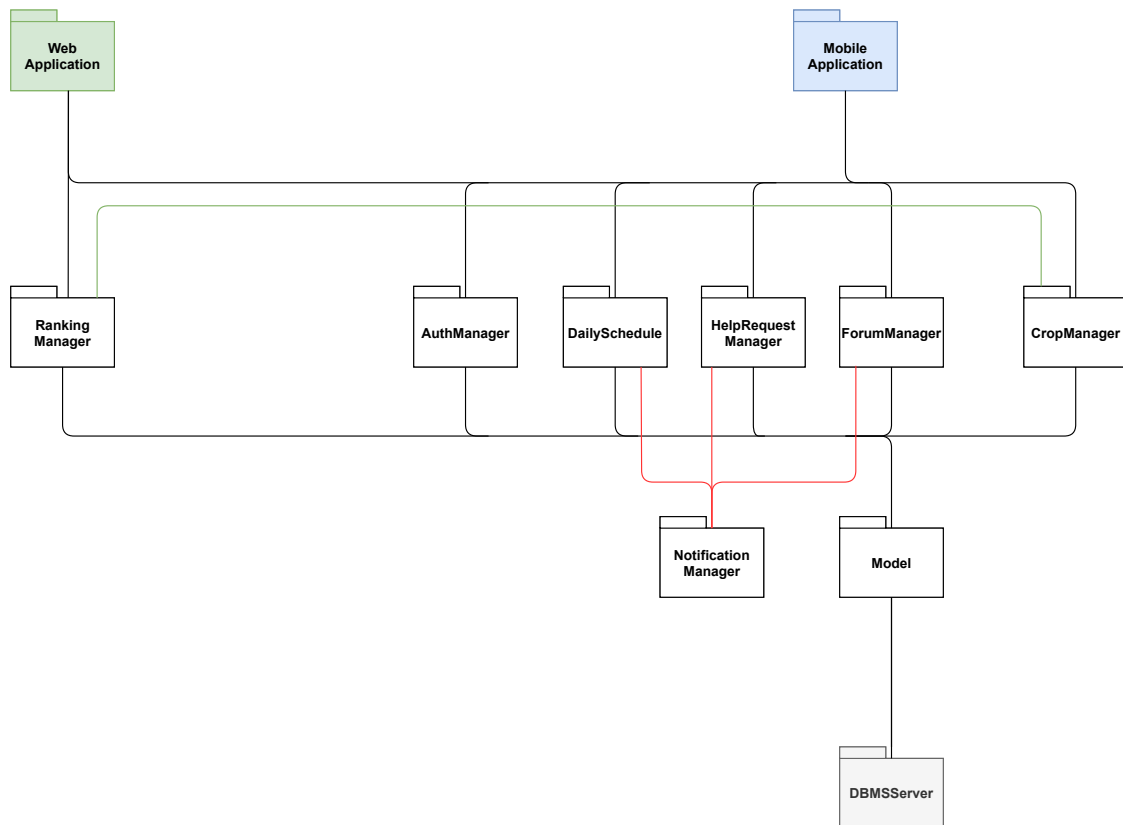 Web
Application
Mobile
Application
Ranking
Manager
AuthManager
DailySchedule
HelpRequest
Manager
ForumManager
CropManager
Notification
Manager
Model
DBMSServer